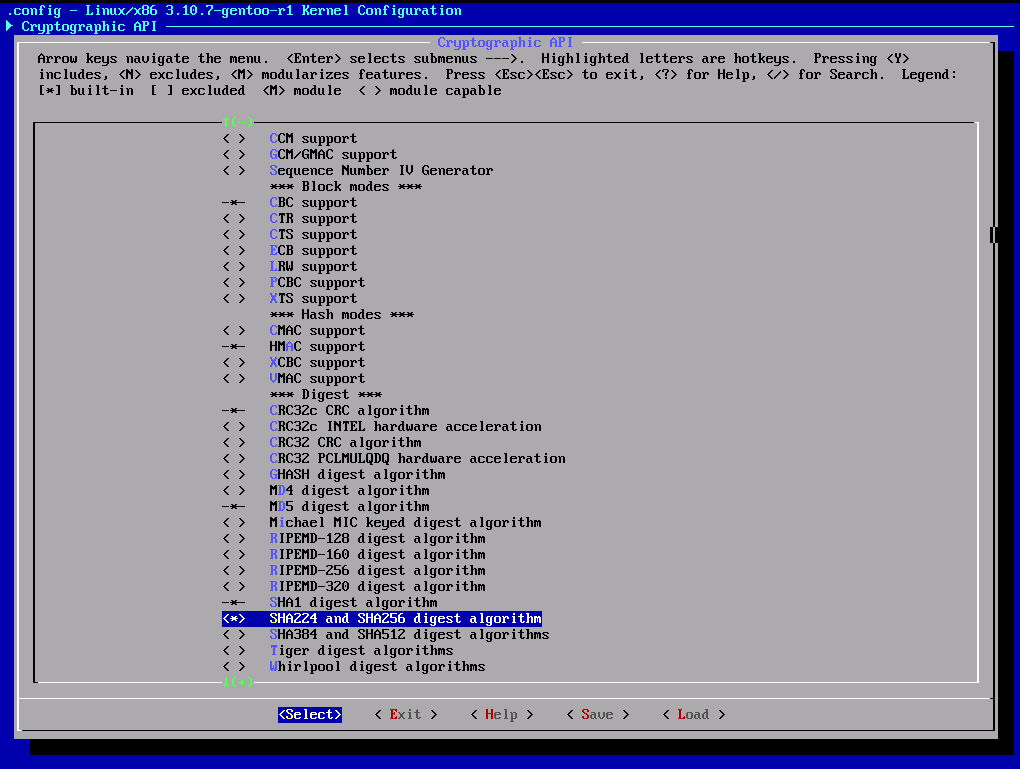 .config - Linux/x86 3.10.7-gentoo-r1 Kernel Configuration
Cryptographic API
Cryptographic API
Arrow keys navigate the menu.  <Enter> selects submenus --->.  Highlighted letters are hotkeys.  Pressing <Y>
includes, <N> excludes, <M> modularizes features.  Press <Esc><Esc> to exit, <?> for Help, </> for Search.  Legend:
[*] built-in  [ ] excluded  <M> module  < > module capable
↑(-)
< >   CCM support
< >   GCM/GMAC support
< >   Sequence Number IV Generator
*** Block modes ***
-*-   CBC support
< >   CTR support
< >   CTS support
< >   ECB support
< >   LRW support
< >   PCBC support
< >   XTS support
*** Hash modes ***
< >   CMAC support
-*-   HMAC support
< >   XCBC support
< >   VMAC support
*** Digest ***
-*-   CRC32c CRC algorithm
< >   CRC32c INTEL hardware acceleration
< >   CRC32 CRC algorithm
< >   CRC32 PCLMULQDQ hardware acceleration
< >   GHASH digest algorithm
< >   MD4 digest algorithm
-*-   MD5 digest algorithm
< >   Michael MIC keyed digest algorithm
< >   RIPEMD-128 digest algorithm
< >   RIPEMD-160 digest algorithm
< >   RIPEMD-256 digest algorithm
< >   RIPEMD-320 digest algorithm
-*-   SHA1 digest algorithm
<*>   SHA224 and SHA256 digest algorithm
< >   SHA384 and SHA512 digest algorithms
< >   Tiger digest algorithms
< >   Whirlpool digest algorithms
↓(+)
<Select>    < Exit >    < Help >    < Save >    < Load >